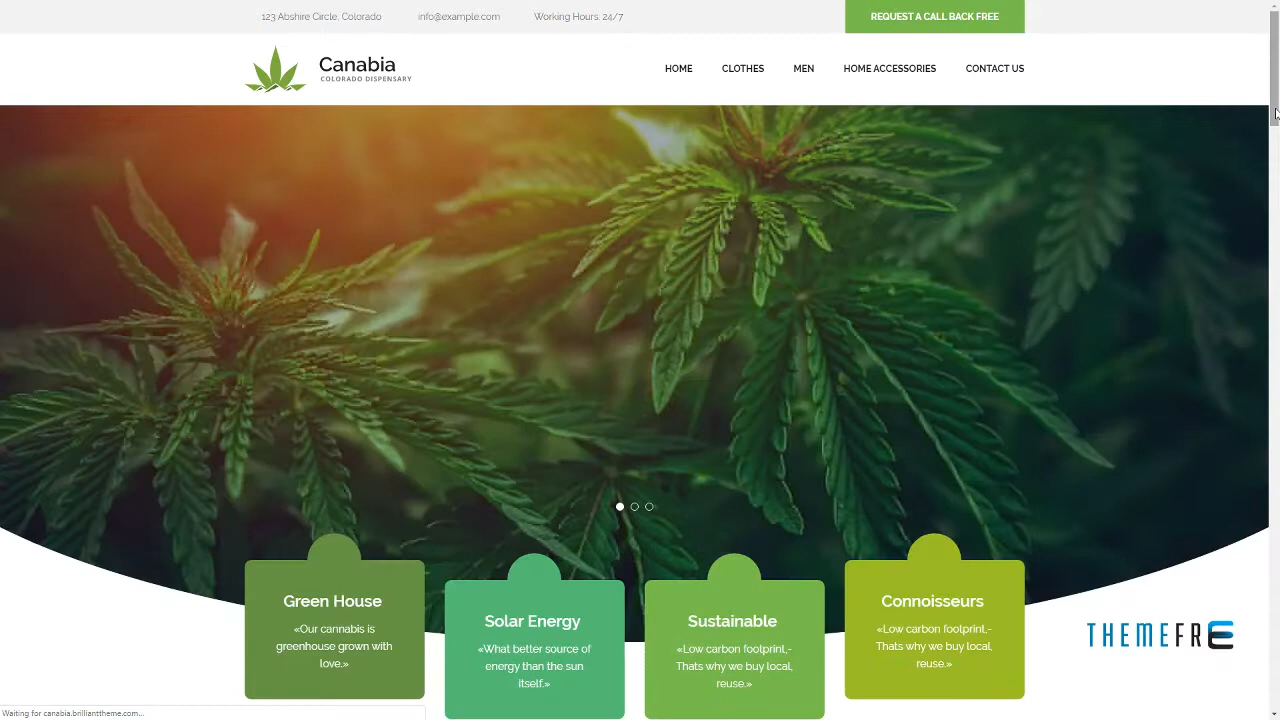 123 Abshire Circle, Colorado
info@example.com
Working Hours: 24/7
REQUEST A CALL BACK FREE
Canabia
COLORADO DISPENSARY
HOME
CLOTHES
MEN
HOME ACCESSORIES
CONTACT US
Green House
«Our cannabis is
greenhouse grown with
love.»
Solar Energy
«What better source of
energy than the sun
itself.»
Sustainable
«Low carbon footprint,-
Thats why we buy local,
reuse.»
Connoisseurs
«Low carbon footprint,-
Thats why we buy local,
reuse.»
THEMEFRE
Waiting for canabia.brillianttheme.com...